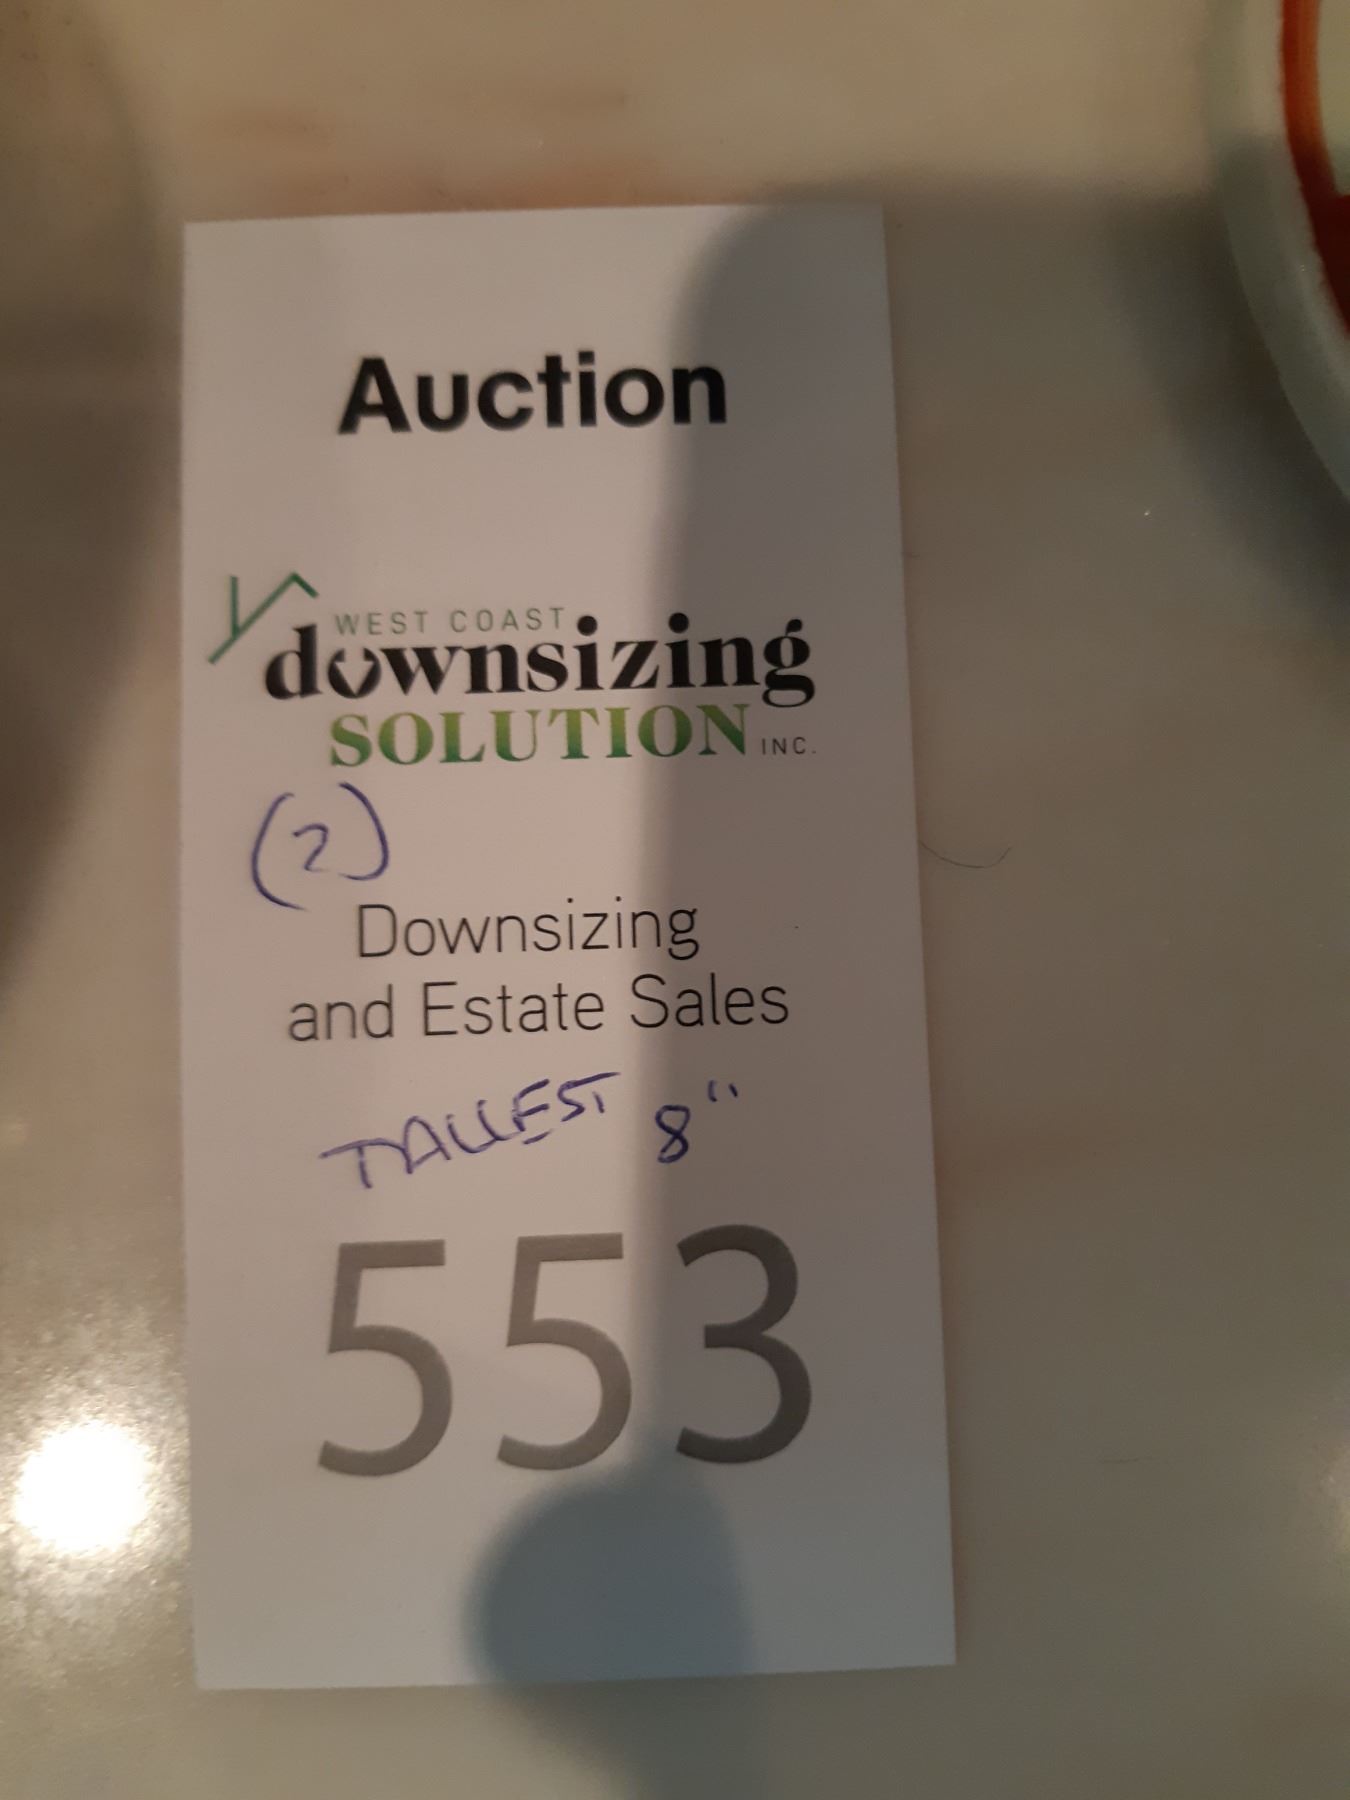 Auction
WEST COAST
downsizing
SOLUTION INC.
(2)
Downsizing
and Estate Sales
TALLEST 8"
553